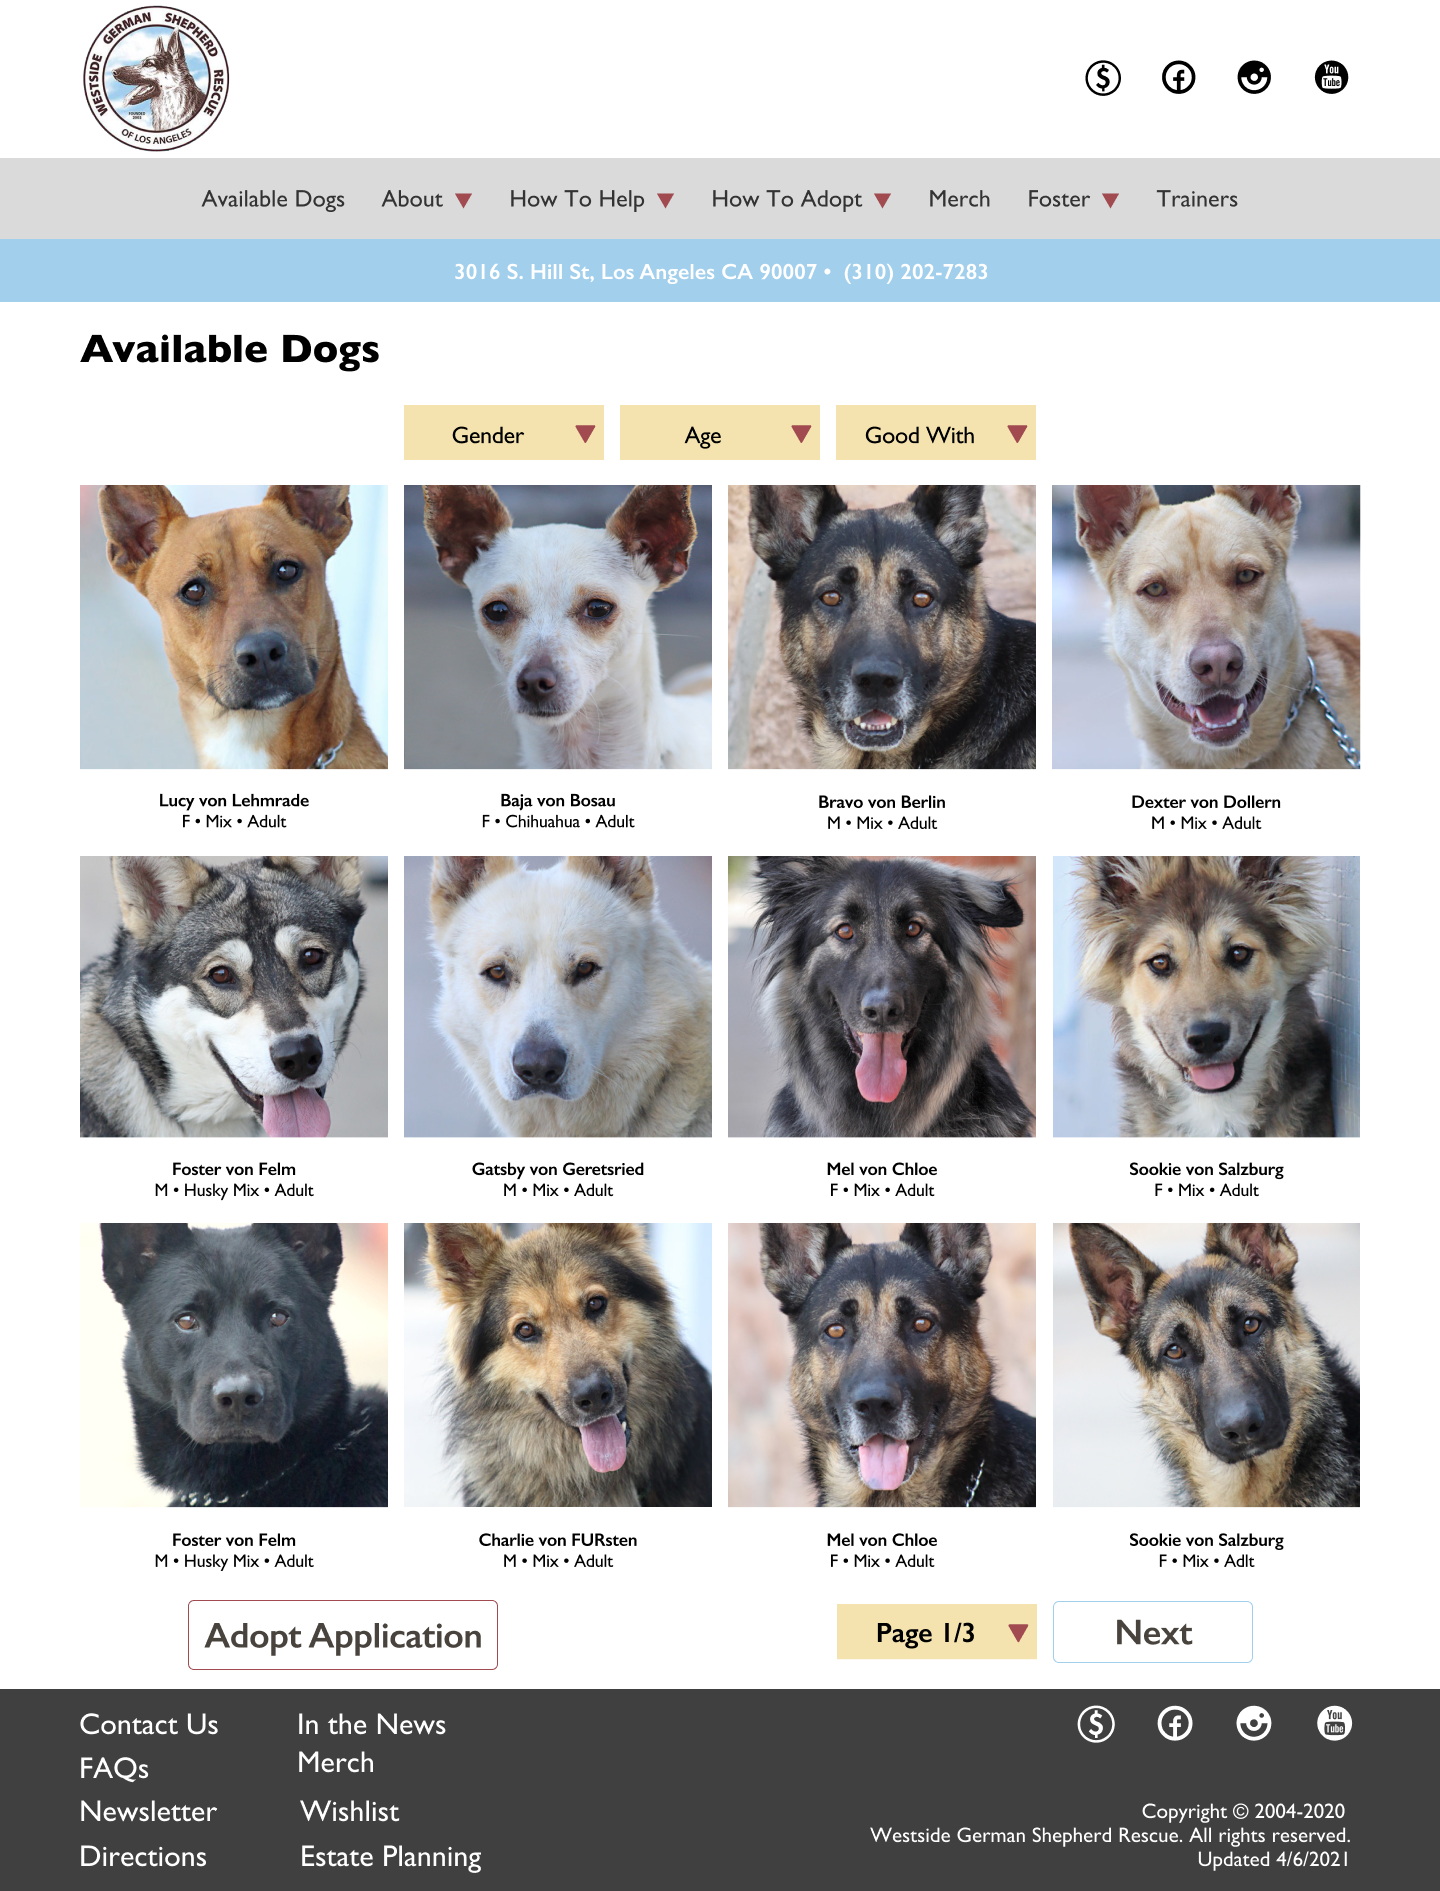 WESTSIDE GERMAN SHEPHERD RESCUE
FOUNDED
2002
OF LOS ANGELES
You
Tube
Available Dogs About How To Help How To Adopt Merch Foster Trainers
3016 S. Hill St, Los Angeles CA 90007 • (310) 202-7283
Available Dogs
Gender Age Good With
Lucy von Lehmrade Baja von Bosau Bravo von Berlin Dexter von Dollern
F • Mix • Adult F • Chihuahua • Adult M • Mix • Adult M • Mix • Adult
Foster von Felm Gatsby von Geretsried Mel von Chloe Sookie von Salzburg
M • Husky Mix • Adult M • Mix • Adult F • Mix • Adult F • Mix • Adult
Foster von Felm Charlie von FURsten Mel von Chloe Sookie von Salzburg
M • Husky Mix • Adult M • Mix • Adult F • Mix • Adult F • Mix • Adlt
Adopt Application Page 1/3 Next
Contact Us In the News
You
Tube
FAQs Merch
Newsletter Wishlist
Directions Estate Planning
Copyright © 2004-2020
Westside German Shepherd Rescue. All rights reserved.
Updated 4/6/2021